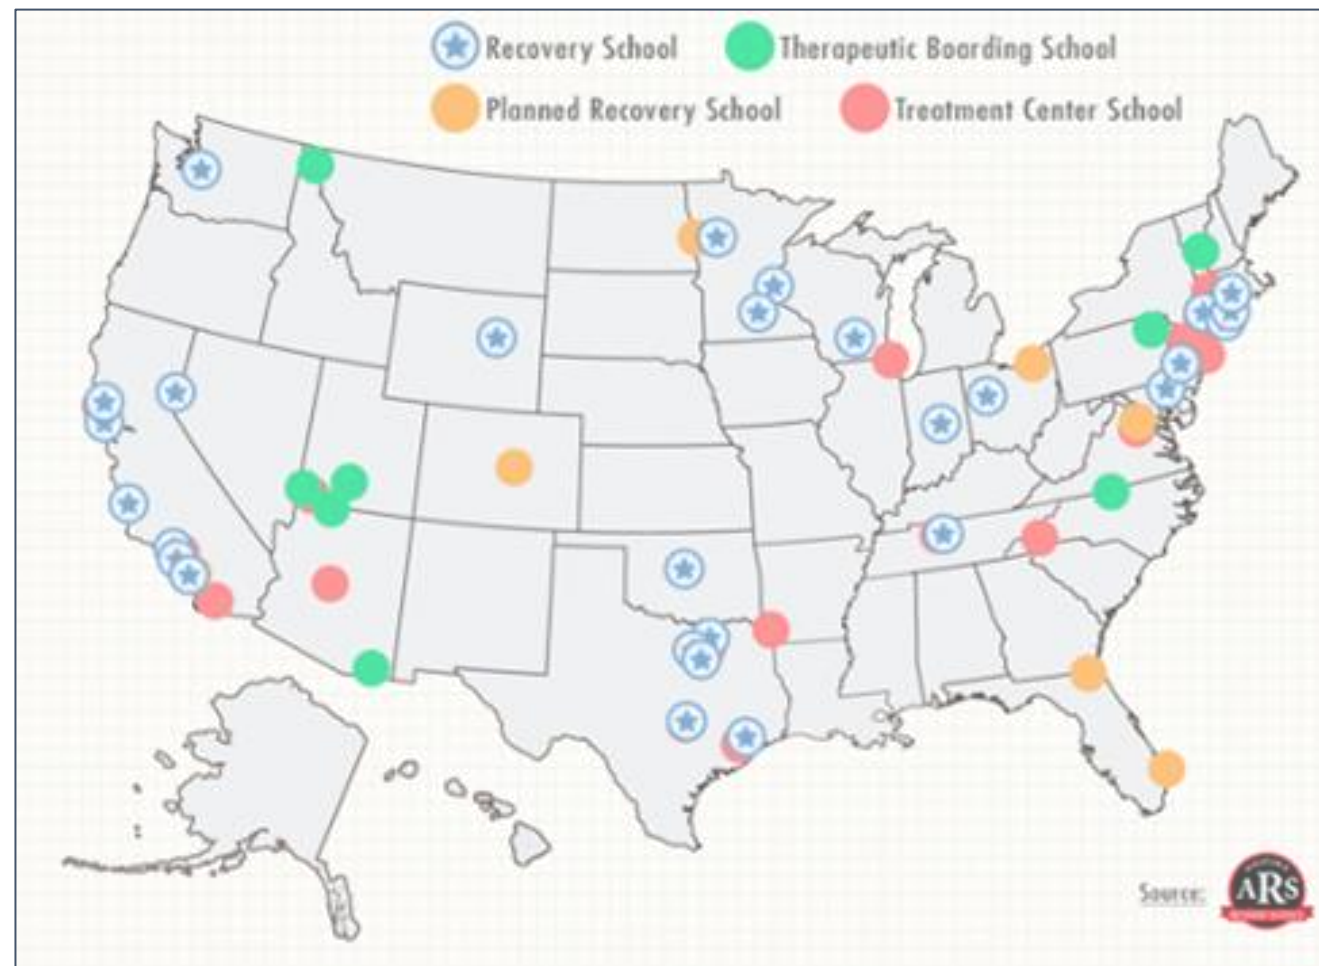 Recovery School
Therapeutic Boarding School
Planned Recovery School
Treatment Center School
Source:
ARS